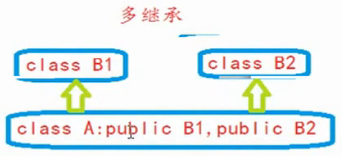 多继承
class B1
class B2
class A:public B1,public B2